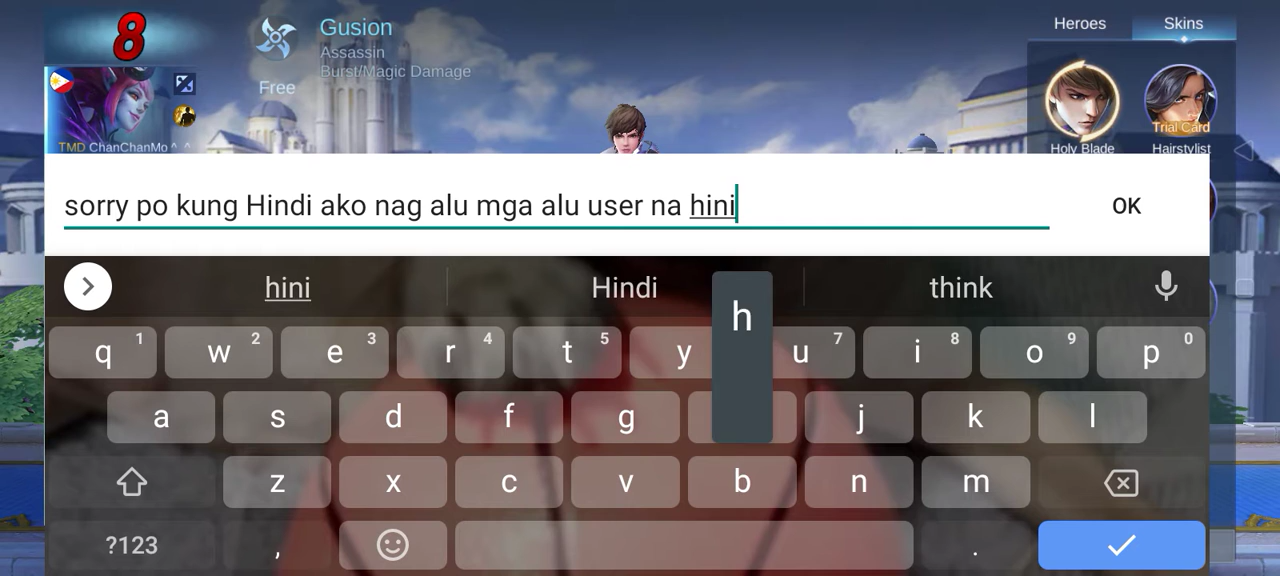 8
Gusion
Assassin
Burst/Magic Damage
Free
TMD ChanChanMo ^ ^
Heroes
Skins
Trial Card
Holy Blade
Hairstylist
sorry po kung Hindi ako nag alu mga alu user na hini
OK
hini
Hindi
think
h
q 1 w 2 e 3 r 4 t 5 y u 7 i 8 o 9 p 0
a s d f g j k l
z x c v b n m
?123 , .